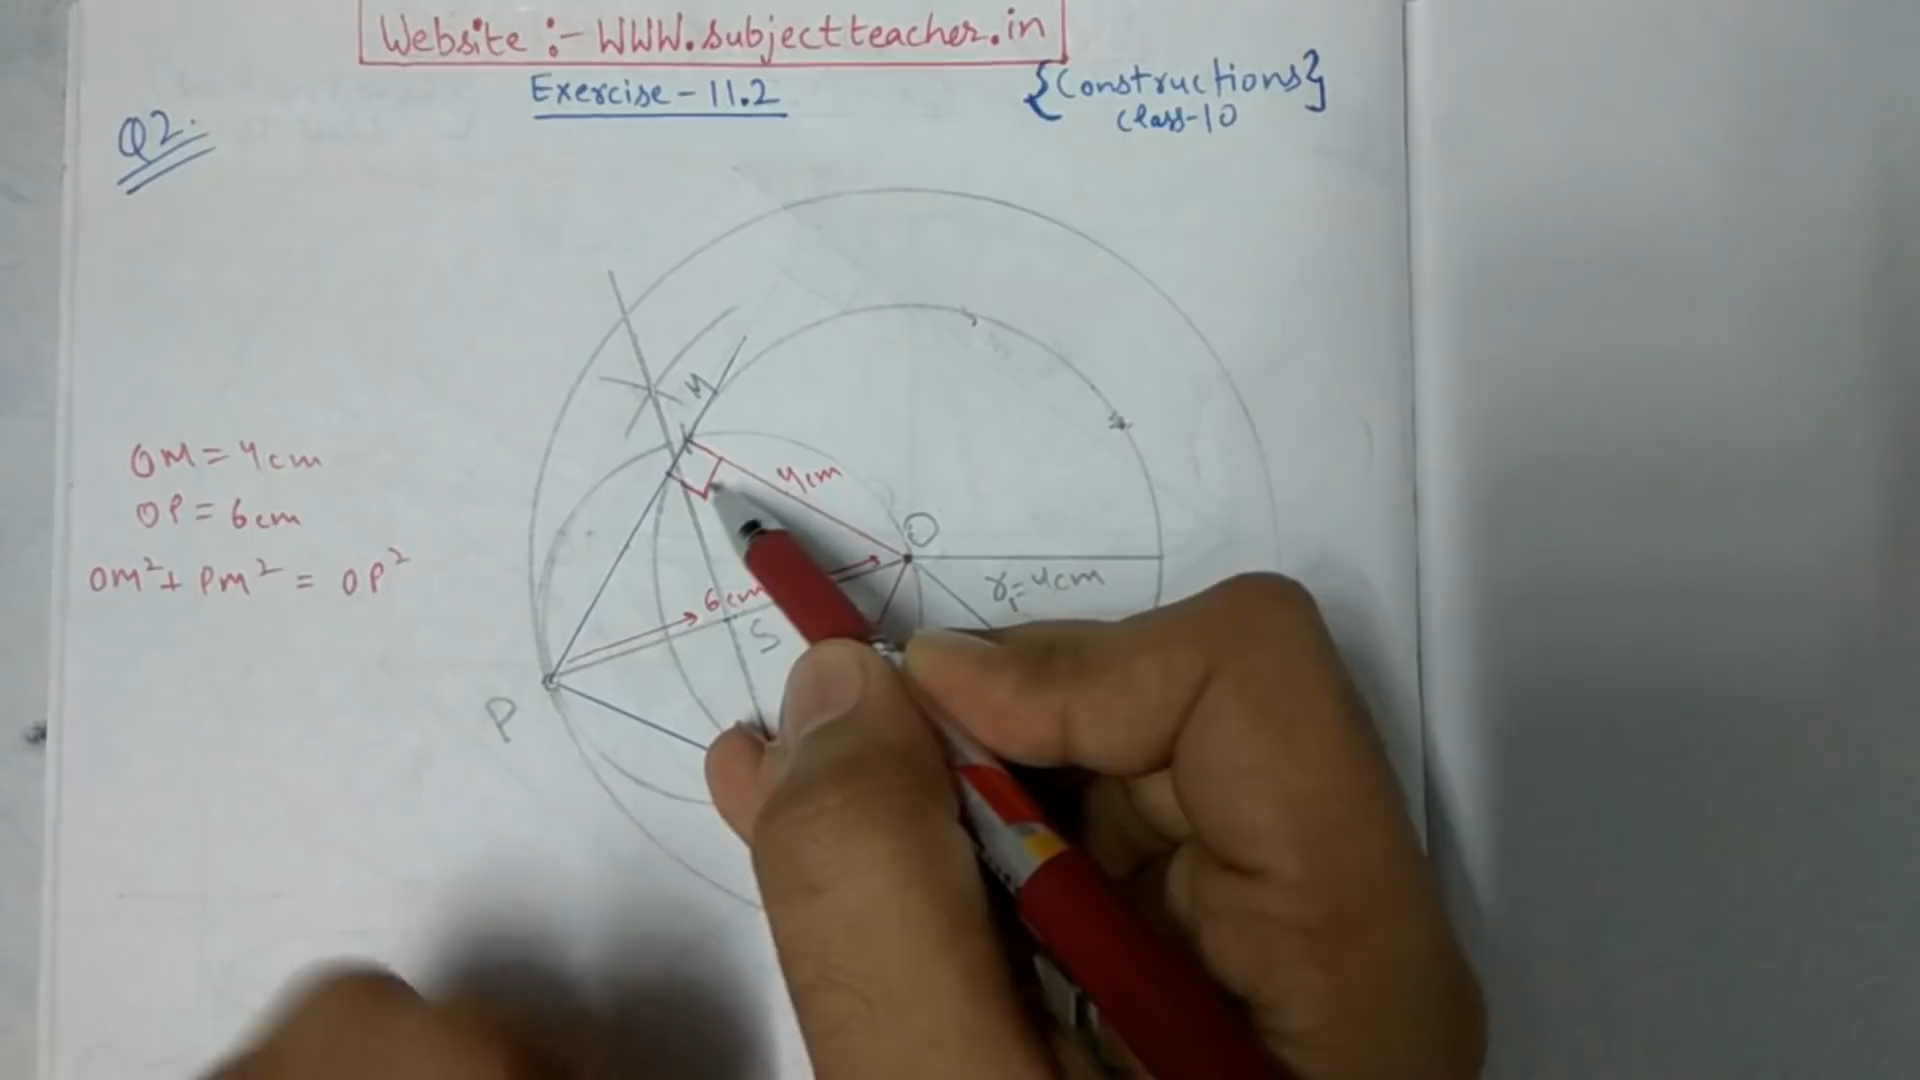 Website :- WWW.subjectteacher.in
Exercise - 11.2
{Constructions}
Class-10
Q2.
M
4cm
OM = 4cm
O
OP = 6cm
OM² + PM² = OP²
r₁=4cm
6cm
S
P